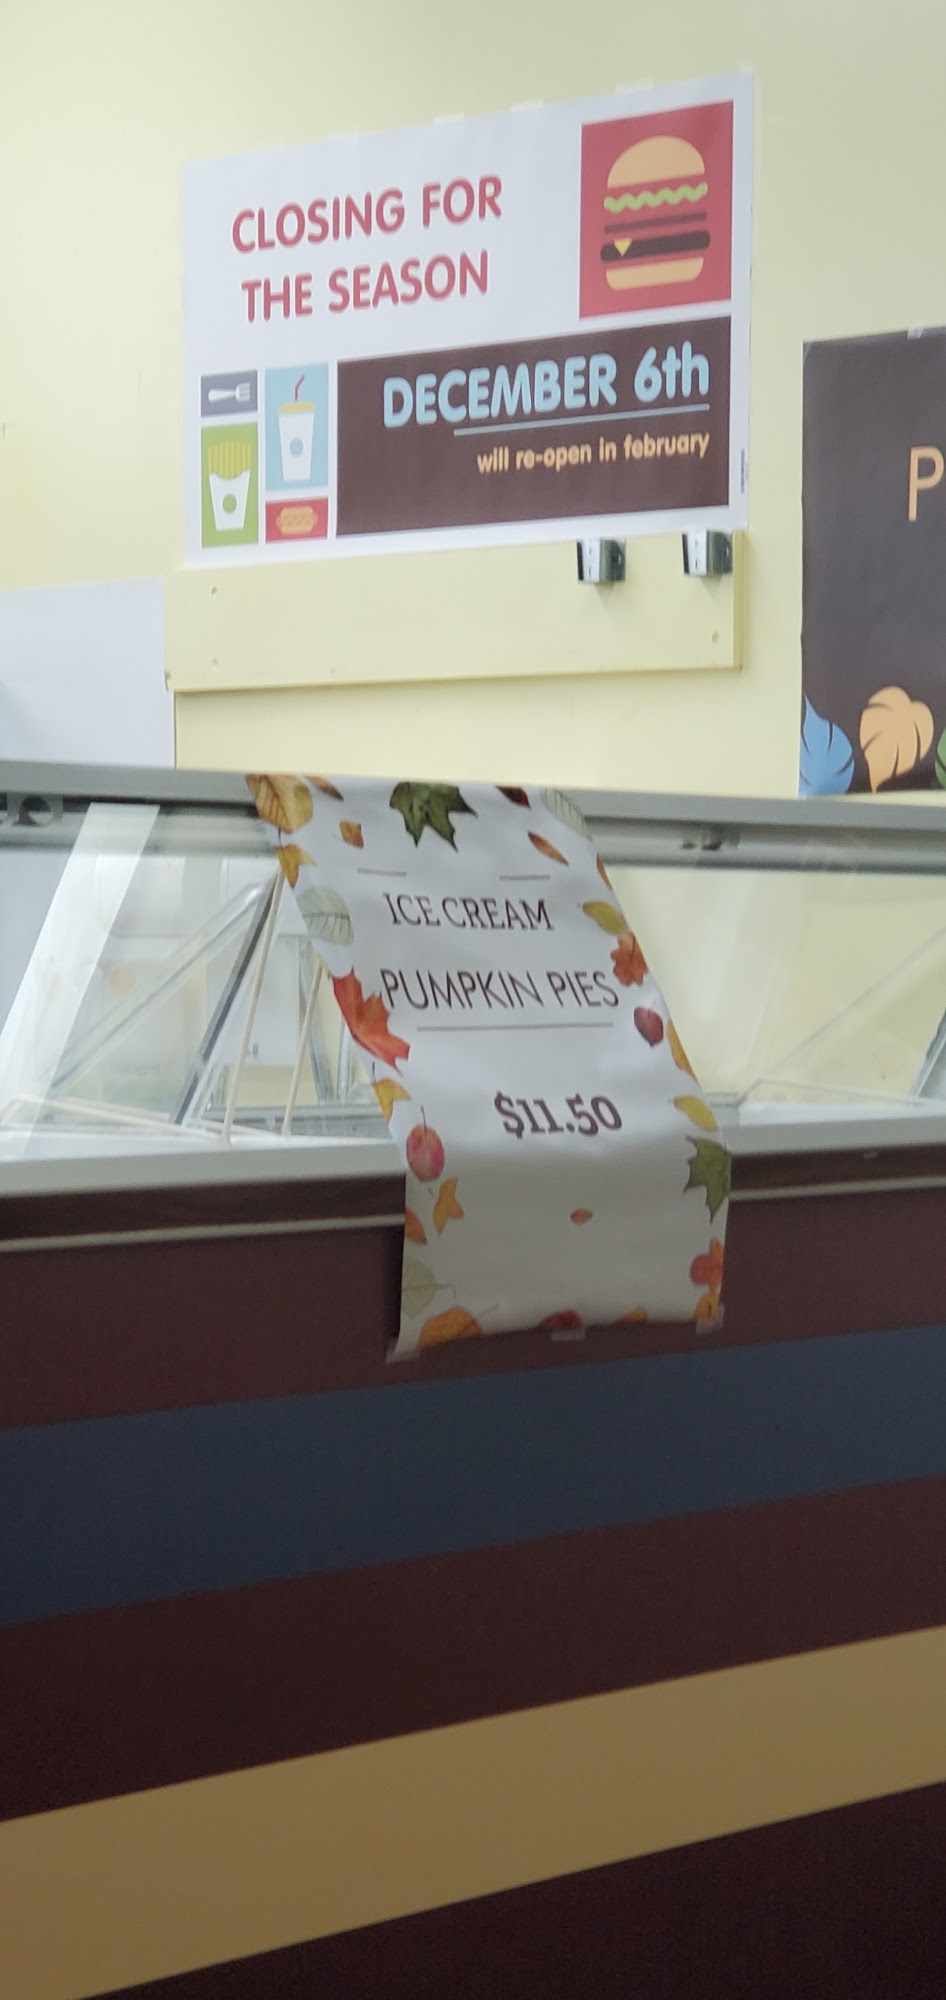 CLOSING FOR
THE SEASON
DECEMBER 6th
will re-open in february
P
ICE CREAM
PUMPKIN PIES
$11.50